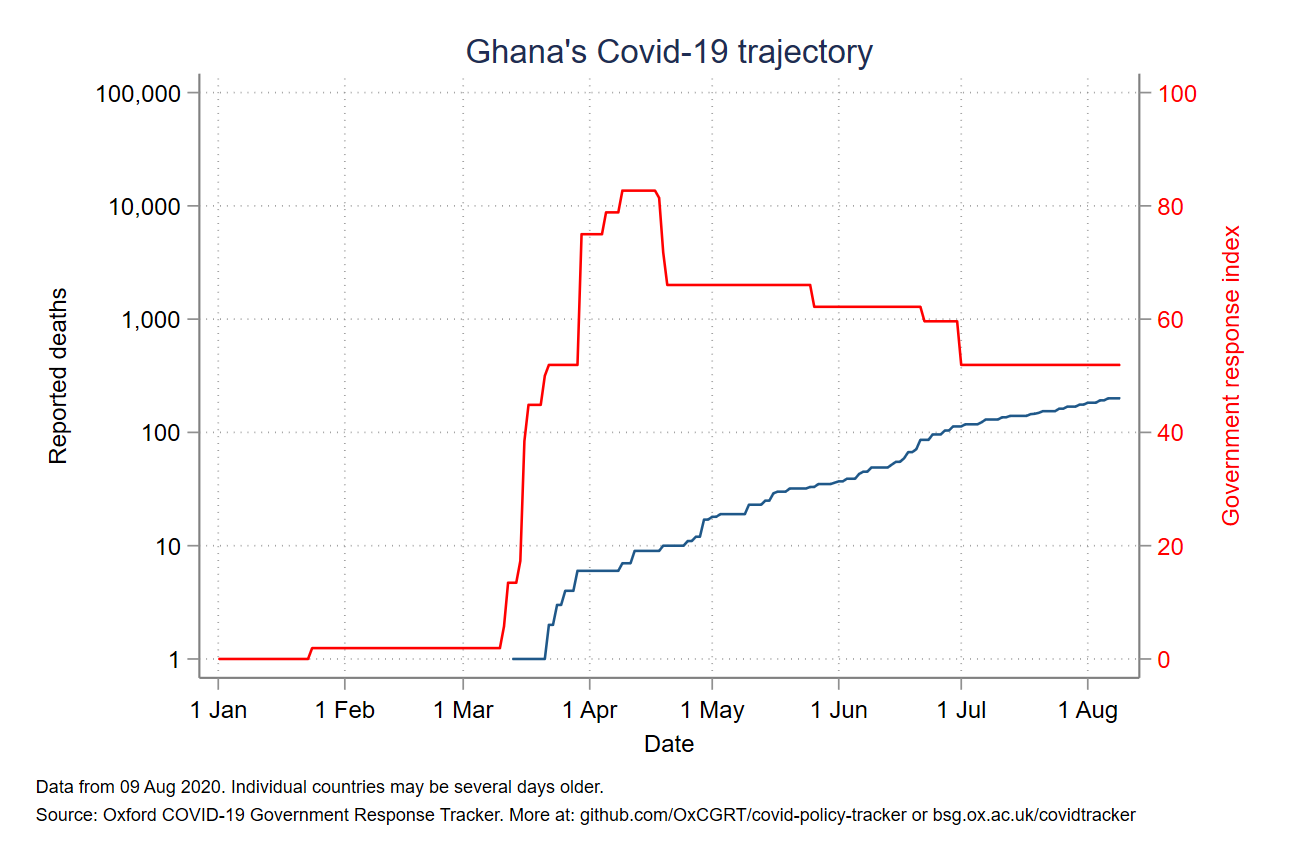 Ghana's Covid-19 trajectory
100,000
10,000
1,000
100
10
1
Reported deaths
100
80
60
40
20
0
Government response index
1 Jan
1 Feb
1 Mar
1 Apr
1 May
1 Jun
1 Jul
1 Aug
Date
Data from 09 Aug 2020. Individual countries may be several days older.
Source: Oxford COVID-19 Government Response Tracker. More at: github.com/OxCGRT/covid-policy-tracker or bsg.ox.ac.uk/covidtracker